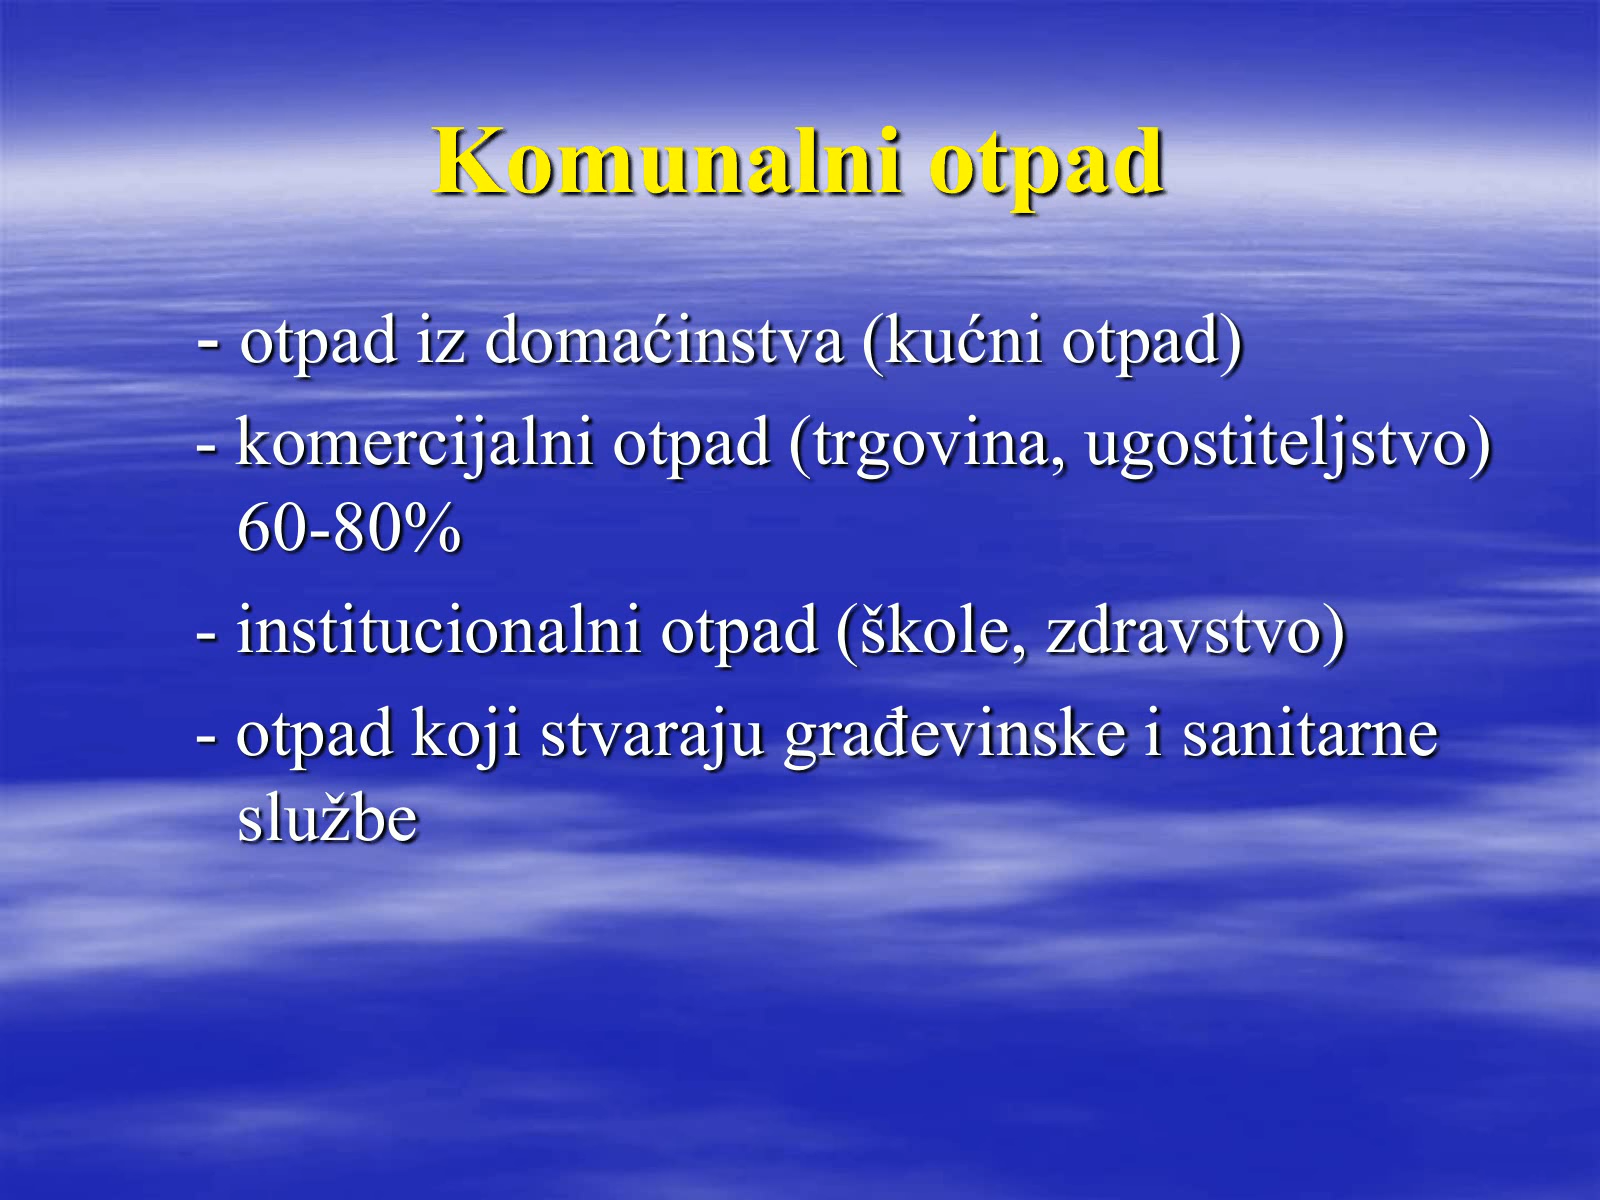 Komunalni otpad
- otpad iz domaćinstva (kućni otpad)
- komercijalni otpad (trgovina, ugostiteljstvo)
60-80%
- institucionalni otpad (škole, zdravstvo)
- otpad koji stvaraju građevinske i sanitarne
službe